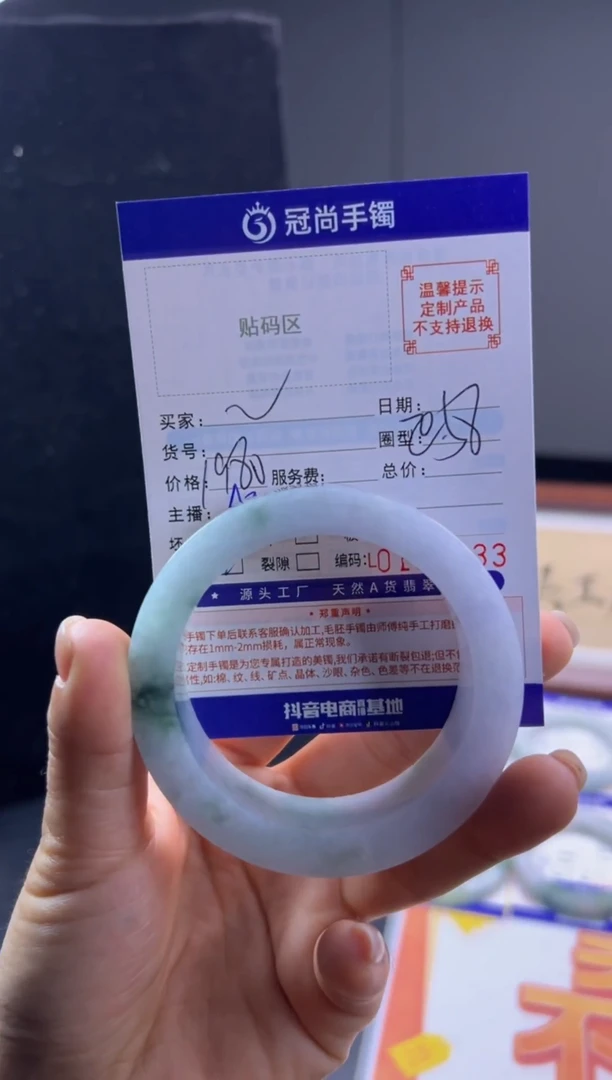 冠尚手镯
贴码区
温馨提示
定制产品
不支持退换
买家：
日期：
货号：
圈型：
价格：1980 服务费：
总价：
主播：
裂隙
编码：
33
源头工厂 天然A货翡翠
郑重声明
手镯下单后联系客服确认加工，毛胚手镯由师傅纯手工打磨
存在1mm-2mm损耗，属正常现象。
定制手镯是为您专属打造的美镯，我们承诺有断裂包退；但不
性，如：棉、纹、线、矿点、晶体、沙眼、杂色、色差等不在退换
抖音电商
基地